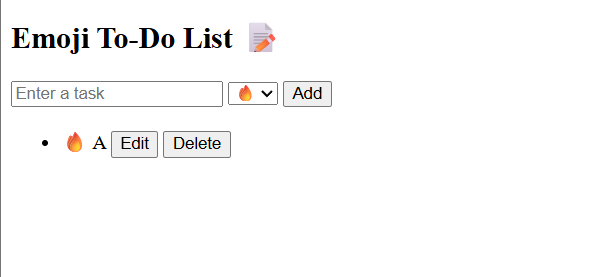 Emoji To-Do List 📝
Enter a task 🔥 Add
• 🔥 A Edit Delete